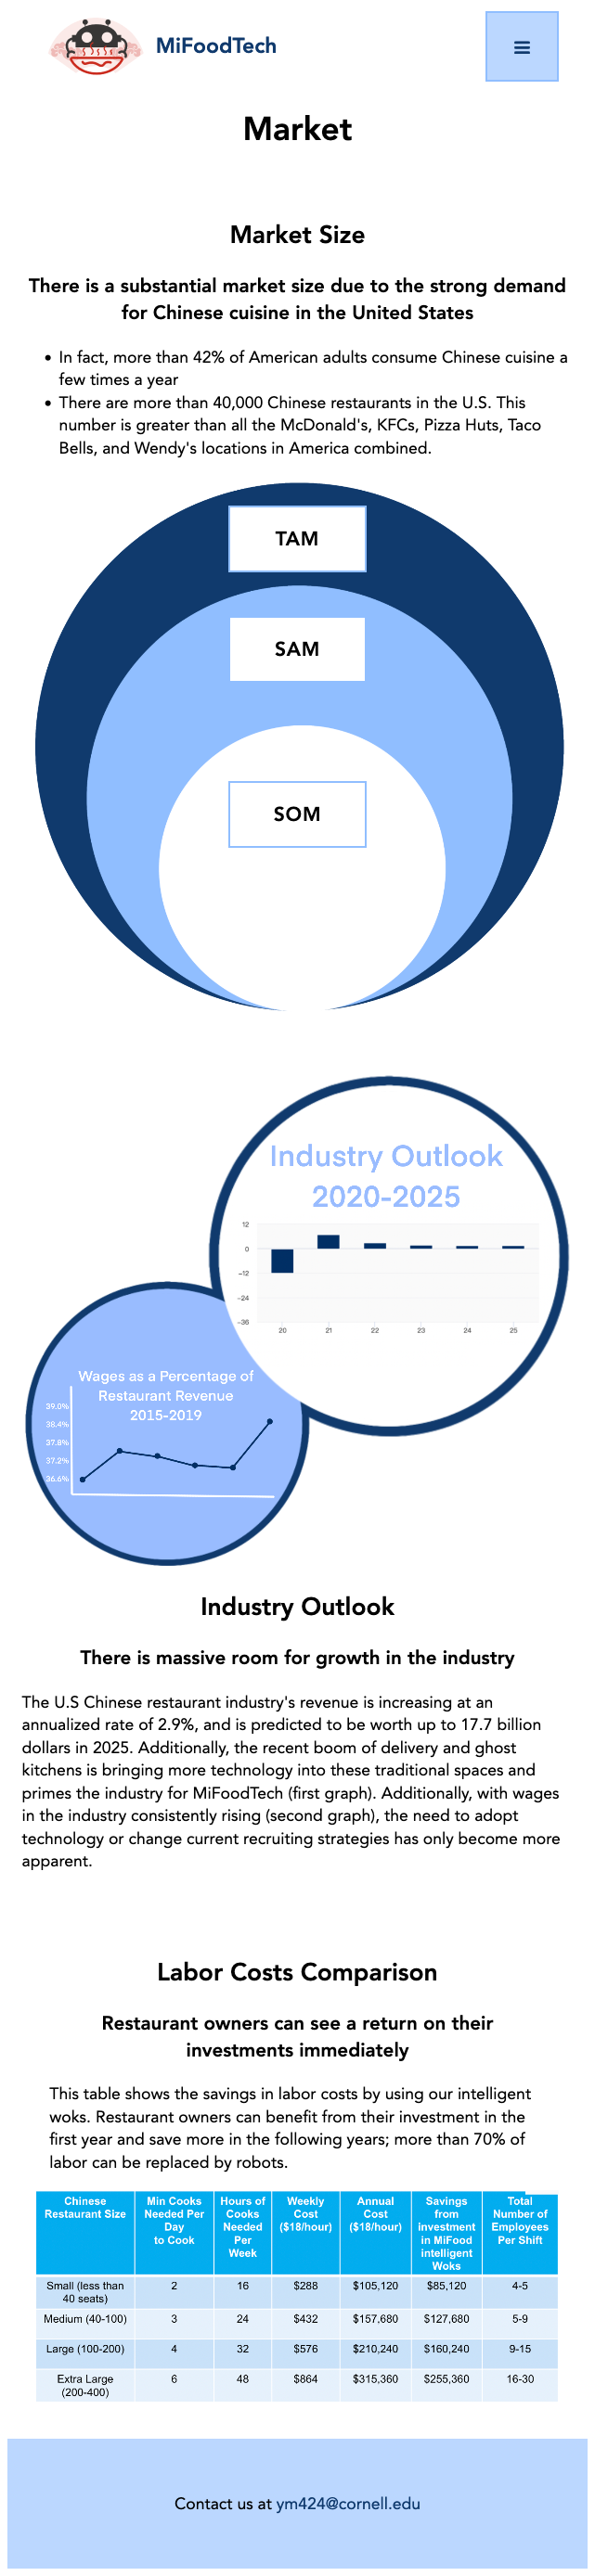 MiFoodTech
Market
Market Size
There is a substantial market size due to the strong demand
for Chinese cuisine in the United States
• In fact, more than 42% of American adults consume Chinese cuisine a
few times a year
• There are more than 40,000 Chinese restaurants in the U.S. This
number is greater than all the McDonald's, KFCs, Pizza Huts, Taco
Bells, and Wendy's locations in America combined.
TAM
SAM
SOM
Industry Outlook
2020-2025
12
0
-12
-24
-36
20 21 22 23 24 25
Wages as a Percentage of
Restaurant Revenue
2015-2019
39.0%
38.4%
37.8%
37.2%
36.6%
Industry Outlook
There is massive room for growth in the industry
The U.S Chinese restaurant industry's revenue is increasing at an
annualized rate of 2.9%, and is predicted to be worth up to 17.7 billion
dollars in 2025. Additionally, the recent boom of delivery and ghost
kitchens is bringing more technology into these traditional spaces and
primes the industry for MiFoodTech (first graph). Additionally, with wages
in the industry consistently rising (second graph), the need to adopt
technology or change current recruiting strategies has only become more
apparent.
Labor Costs Comparison
Restaurant owners can see a return on their
investments immediately
This table shows the savings in labor costs by using our intelligent
woks. Restaurant owners can benefit from their investment in the
first year and save more in the following years; more than 70% of
labor can be replaced by robots.
Chinese Restaurant Size | Min Cooks Needed Per Day to Cook | Hours of Cooks Needed Per Week | Weekly Cost ($18/hour) | Annual Cost ($18/hour) | Savings from investment in MiFood intelligent Woks | Total Number of Employees Per Shift
Small (less than 40 seats) | 2 | 16 | $288 | $105,120 | $85,120 | 4-5
Medium (40-100) | 3 | 24 | $432 | $157,680 | $127,680 | 5-9
Large (100-200) | 4 | 32 | $576 | $210,240 | $160,240 | 9-15
Extra Large (200-400) | 6 | 48 | $864 | $315,360 | $255,360 | 16-30
Contact us at ym424@cornell.edu